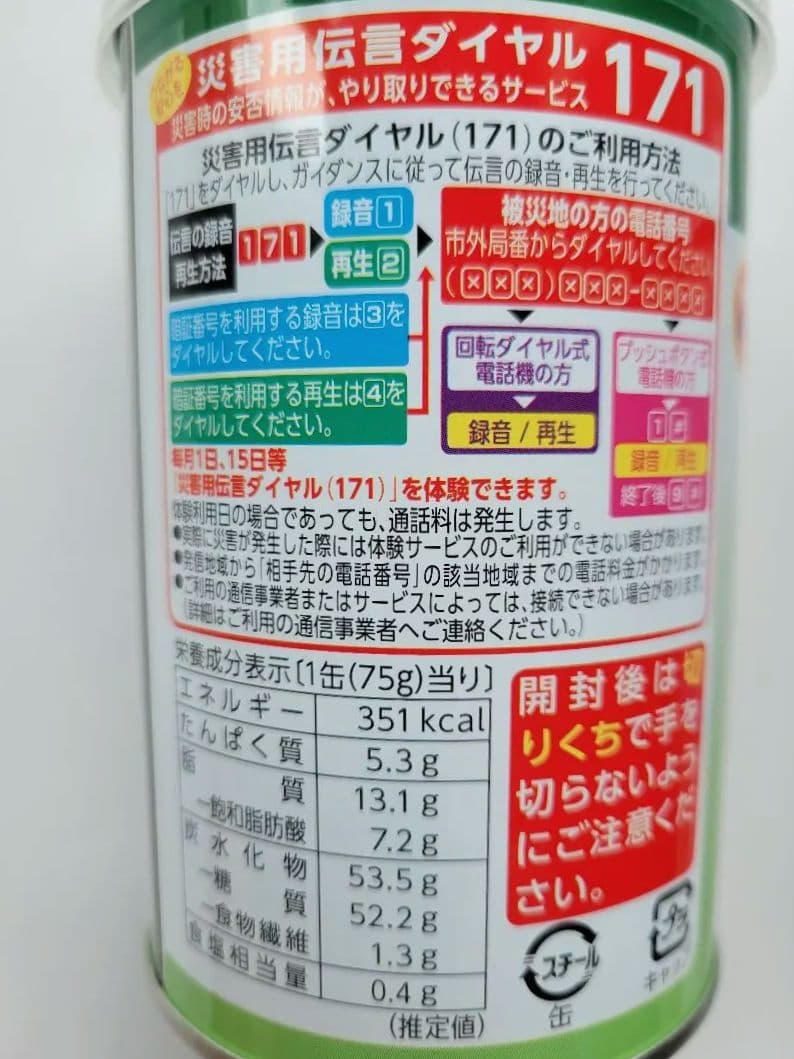 災害用伝言ダイヤル 171
災害時の安否情報が、やり取りできるサービス
災害用伝言ダイヤル(171)のご利用方法
「171」をダイヤルし、ガイダンスに従って伝言の録音・再生を行ってください。
伝言の録音
再生方法
171
録音1
再生2
被災地の方の電話番号
市外局番からダイヤルしてください
(×××)×××-××××
暗証番号を利用する録音は3を
ダイヤルしてください。
暗証番号を利用する再生は4を
ダイヤルしてください。
回転ダイヤル式
電話機の方
録音/再生
プッシュボタン式
電話機の方
1#
録音/再生
終了後9#
毎月1日、15日等
「災害用伝言ダイヤル(171)」を体験できます。
体験利用日の場合であっても、通話料は発生します。
●実際に災害が発生した際には体験サービスのご利用ができない場合があります。
●発信地域から「相手先の電話番号」の該当地域までの電話料金がかかります。
●ご利用の通信事業者またはサービスによっては、接続できない場合があります。
(詳細はご利用の通信事業者へご連絡ください。)
栄養成分表示〔1缶(75g)当り〕
エネルギー 351kcal
たんぱく質 5.3g
脂質 13.1g
―飽和脂肪酸 7.2g
炭水化物 53.5g
―糖質 52.2g
―食物繊維 1.3g
食塩相当量 0.4g
(推定値)
開封後は切
りくちで手を
切らないよう
にご注意くだ
さい。
スチール
缶
プラ
キャップ